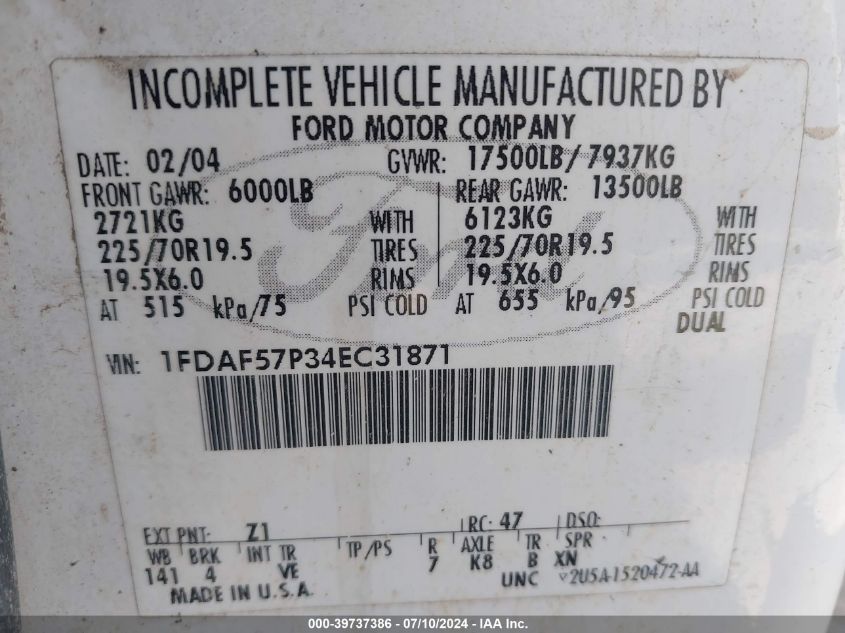 INCOMPLETE VEHICLE MANUFACTURED BY
FORD MOTOR COMPANY
DATE: 02/04 GVWR: 17500LB/7937KG
FRONT GAWR: 6000LB REAR GAWR: 13500LB
2721KG WITH 6123KG WITH
225/70R19.5 TIRES 225/70R19.5 TIRES
19.5X6.0 RIMS 19.5X6.0 RIMS
AT 515 kPa/75 PSI COLD AT 655 kPa/95 PSI COLD
DUAL
Ford
VIN: 1FDAF57P34EC31871
EXT PNT: Z1 RC: 47 DSO:
WB BRK INT TR TP/PS R AXLE TR SPR
141 4 VE 7 K8 B XN
MADE IN U.S.A. UNC V2U5A-1520472-AA
000-39737386 - 07/10/2024 - IAA Inc.